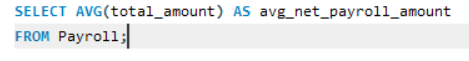 SELECT AVG(total_amount) AS avg_net_payroll_amount
FROM Payroll;